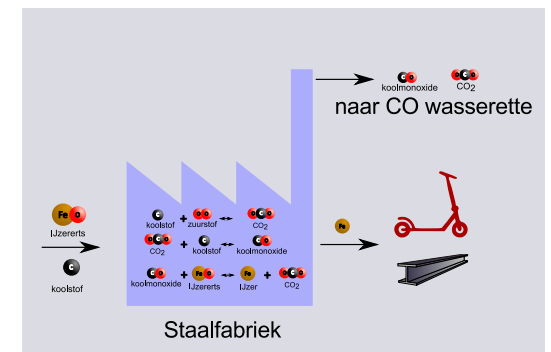 koolmonoxide CO2
naar CO wasserette
Fe O
IJzererts
C
koolstof
C O O O C O
koolstof + zuurstof CO2
O C O C C O
CO2 + koolstof koolmonoxide
C O Fe O Fe O C O
koolmonoxide + IJzererts IJzer + CO2
Fe
Staalfabriek